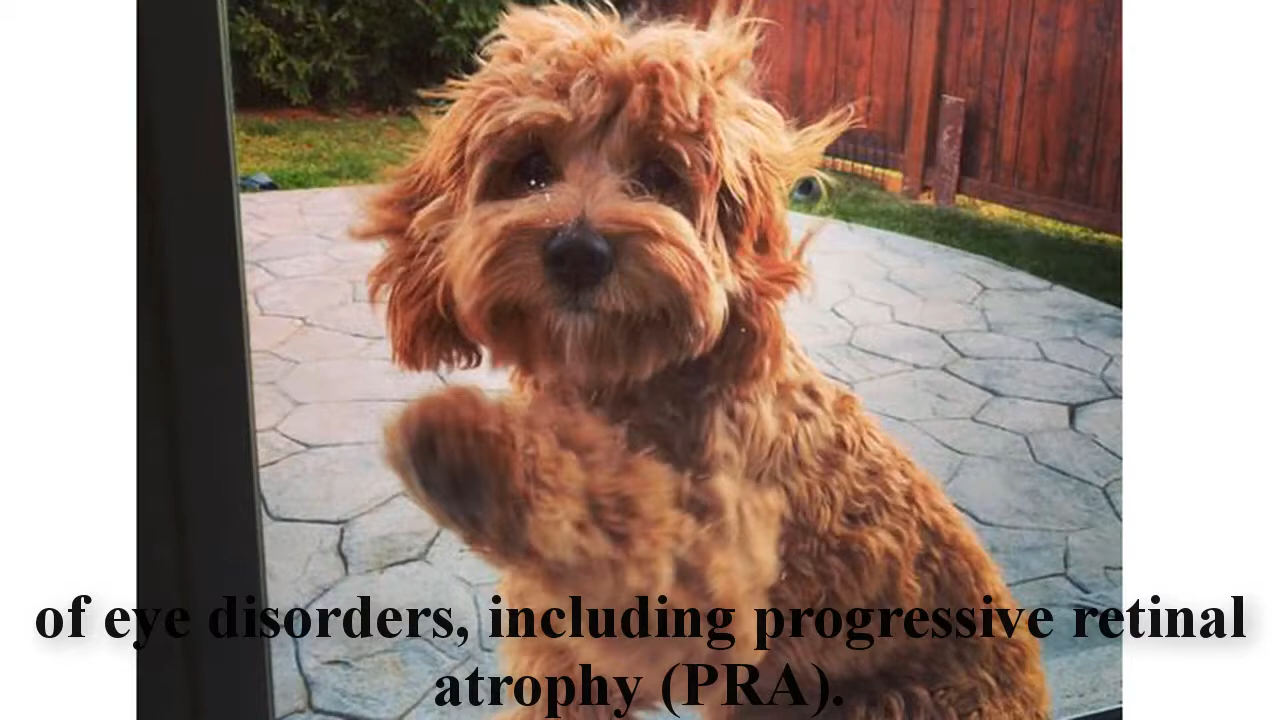 of eye disorders, including progressive retinal
atrophy (PRA).